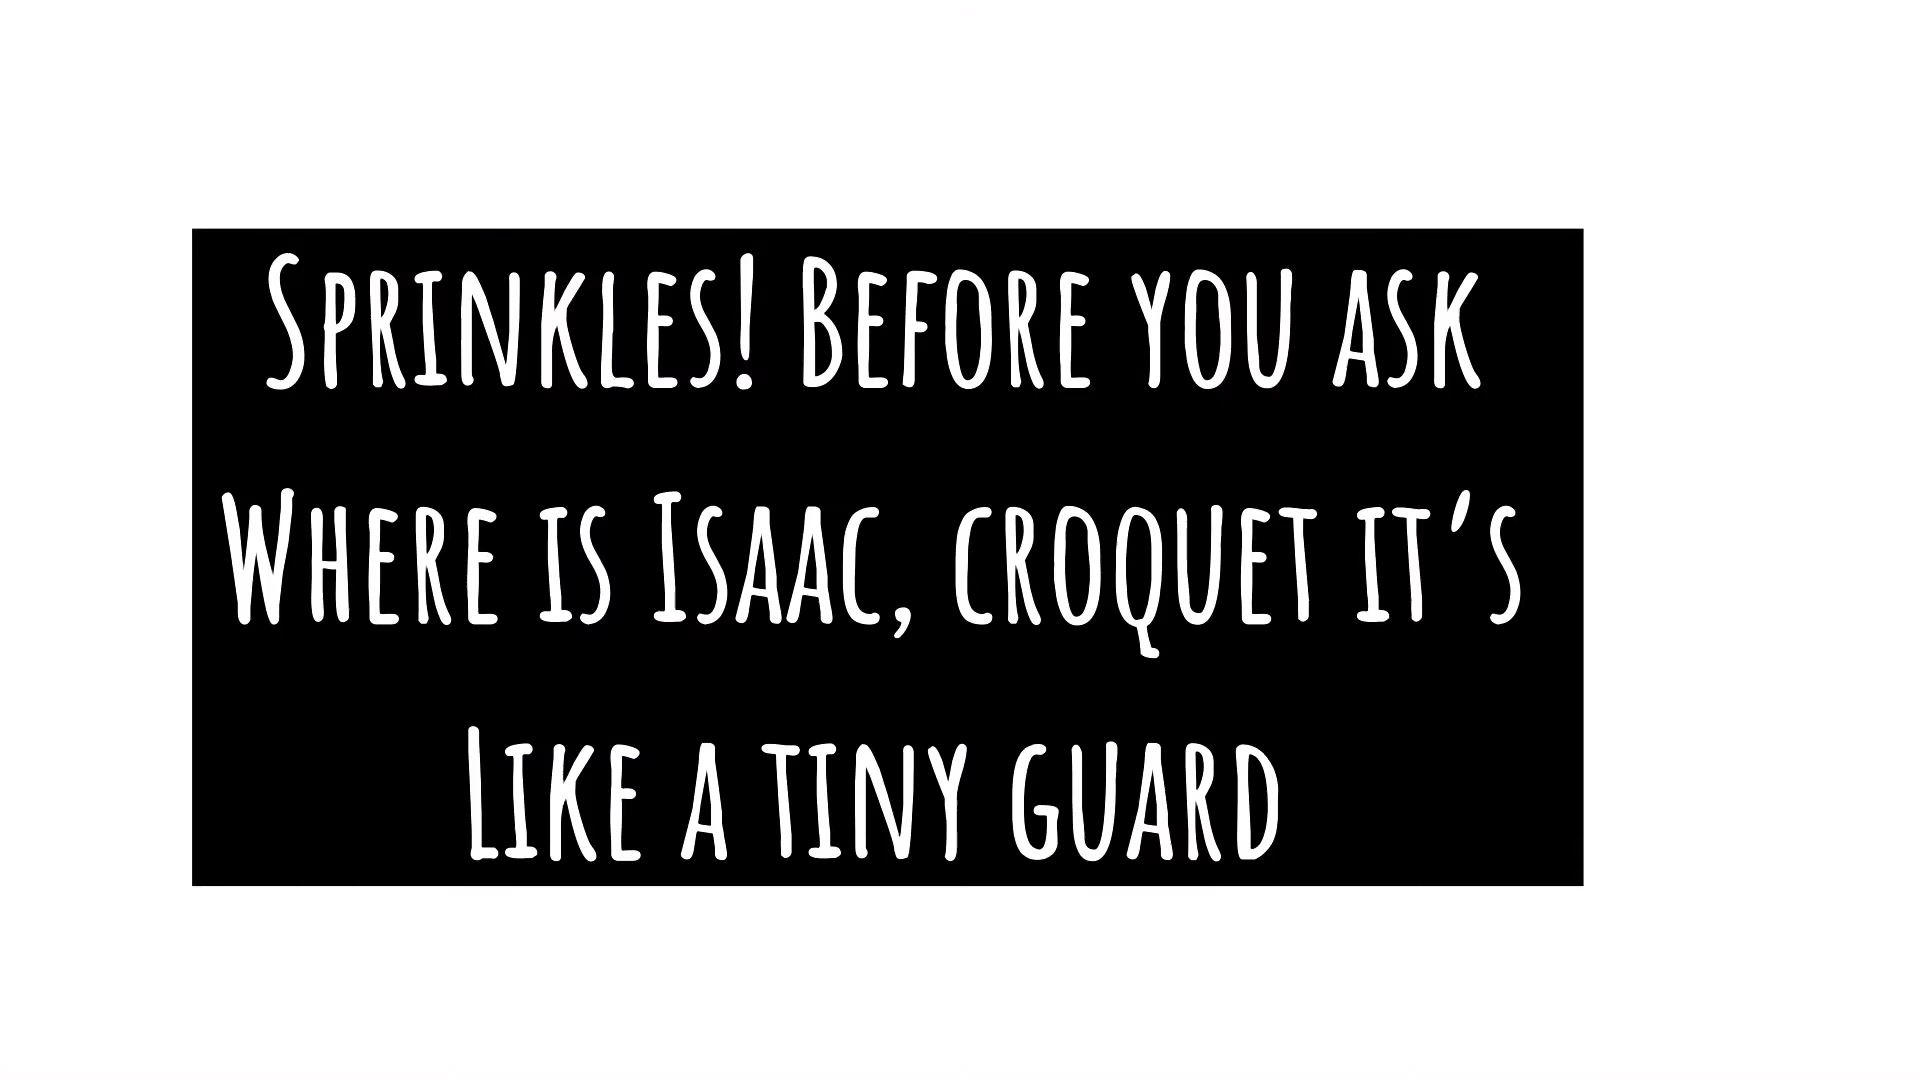 Sprinkles! Before you ask
Where is Isaac, croquet it’s
Like a tiny guard